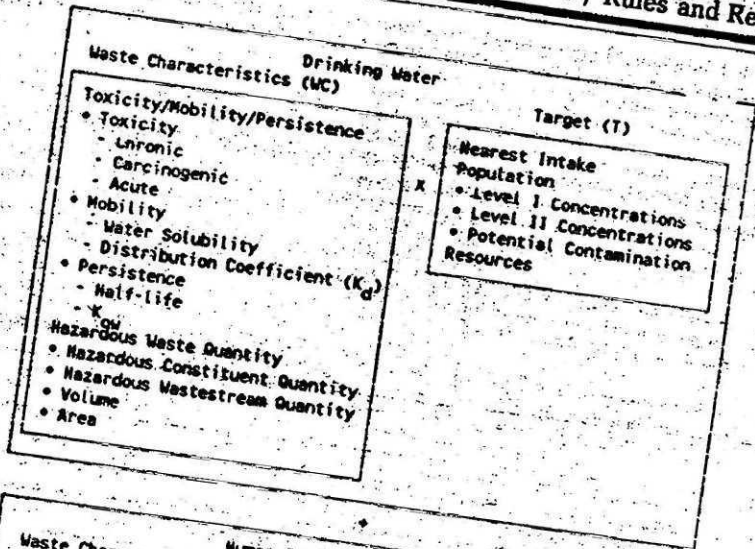 Rules and Re
Drinking Water
Waste Characteristics (WC)
Toxicity/Mobility/Persistence
• Toxicity
- Chronic
- Carcinogenic
- Acute
• Mobility
- Water Solubility
- Distribution Coefficient (Kd)
• Persistence
- Half-life
- Kow
Hazardous Waste Quantity
• Hazardous Constituent Quantity
• Hazardous Wastestream Quantity
• Volume
• Area
x
Target (T)
Nearest Intake
Population
• Level I Concentrations
• Level II Concentrations
• Potential Contamination
Resources
+
Waste Cha